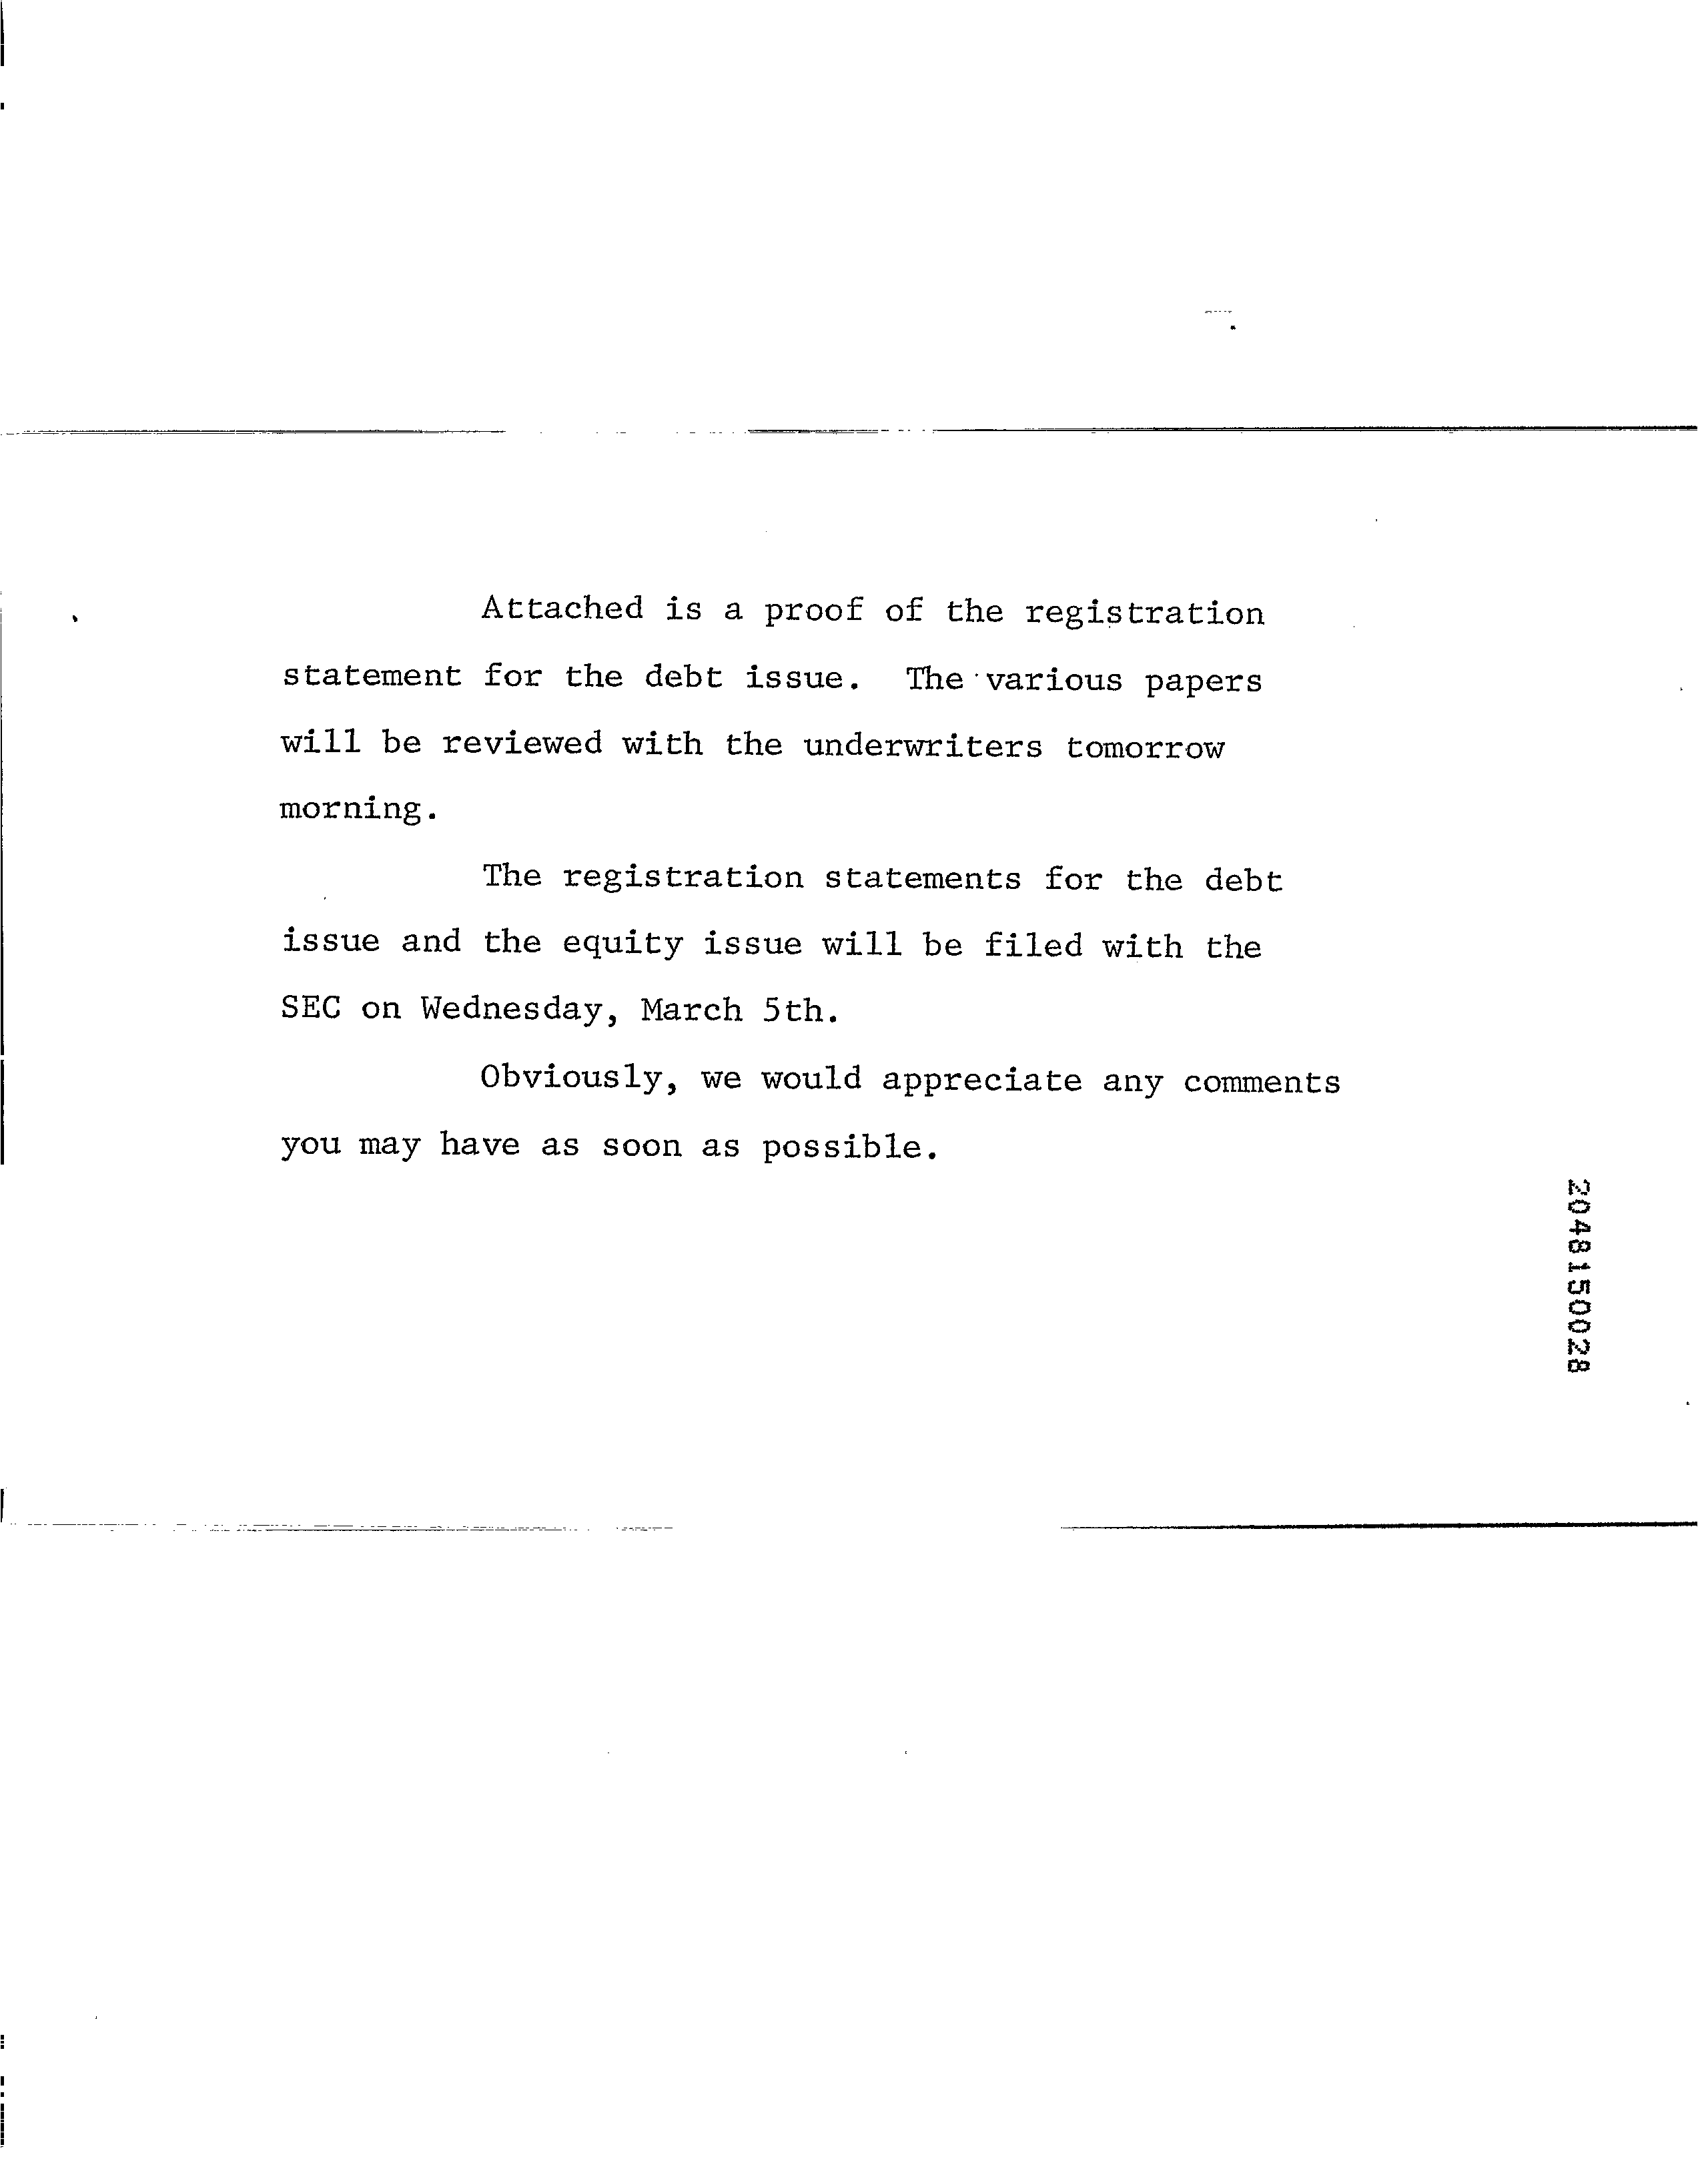 Attached is a proof of the registration
statement for the debt issue. The various papers
will be reviewed with the underwriters tomorrow
morning.
The registration statements for the debt
issue and the equity issue will be filed with the
SEC on Wednesday, March 5th.
Obviously, we would appreciate any comments
you may have as soon as possible.
2048150028